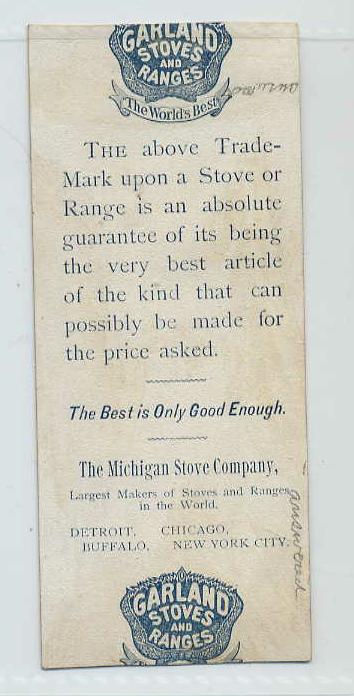 GARLAND
STOVES
AND
RANGES
The World's Best
THE above Trade-
Mark upon a Stove or
Range is an absolute
guarantee of its being
the very best article
of the kind that can
possibly be made for
the price asked.
The Best is Only Good Enough.
The Michigan Stove Company,
Largest Makers of Stoves and Ranges
in the World.
DETROIT, CHICAGO,
BUFFALO, NEW YORK CITY.
GARLAND
STOVES
AND
RANGES